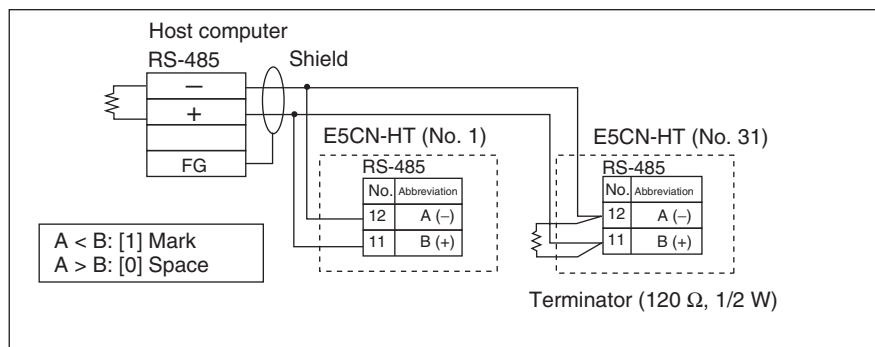 Host computer
RS-485
Shield
−
+
FG
E5CN-HT (No. 1)
RS-485
No. Abbreviation
12 A (−)
11 B (+)
E5CN-HT (No. 31)
RS-485
No. Abbreviation
12 A (−)
11 B (+)
A < B: [1] Mark
A > B: [0] Space
Terminator (120 Ω, 1/2 W)